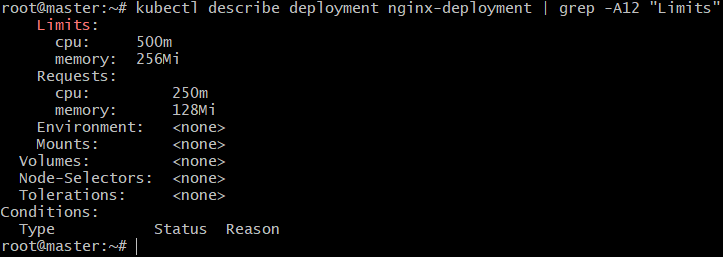 root@master:~# kubectl describe deployment nginx-deployment | grep -A12 "Limits"
    Limits:
      cpu:     500m
      memory:  256Mi
    Requests:
      cpu:         250m
      memory:      128Mi
    Environment:   <none>
    Mounts:        <none>
  Volumes:         <none>
  Node-Selectors:  <none>
  Tolerations:     <none>
Conditions:
  Type           Status  Reason
root@master:~#